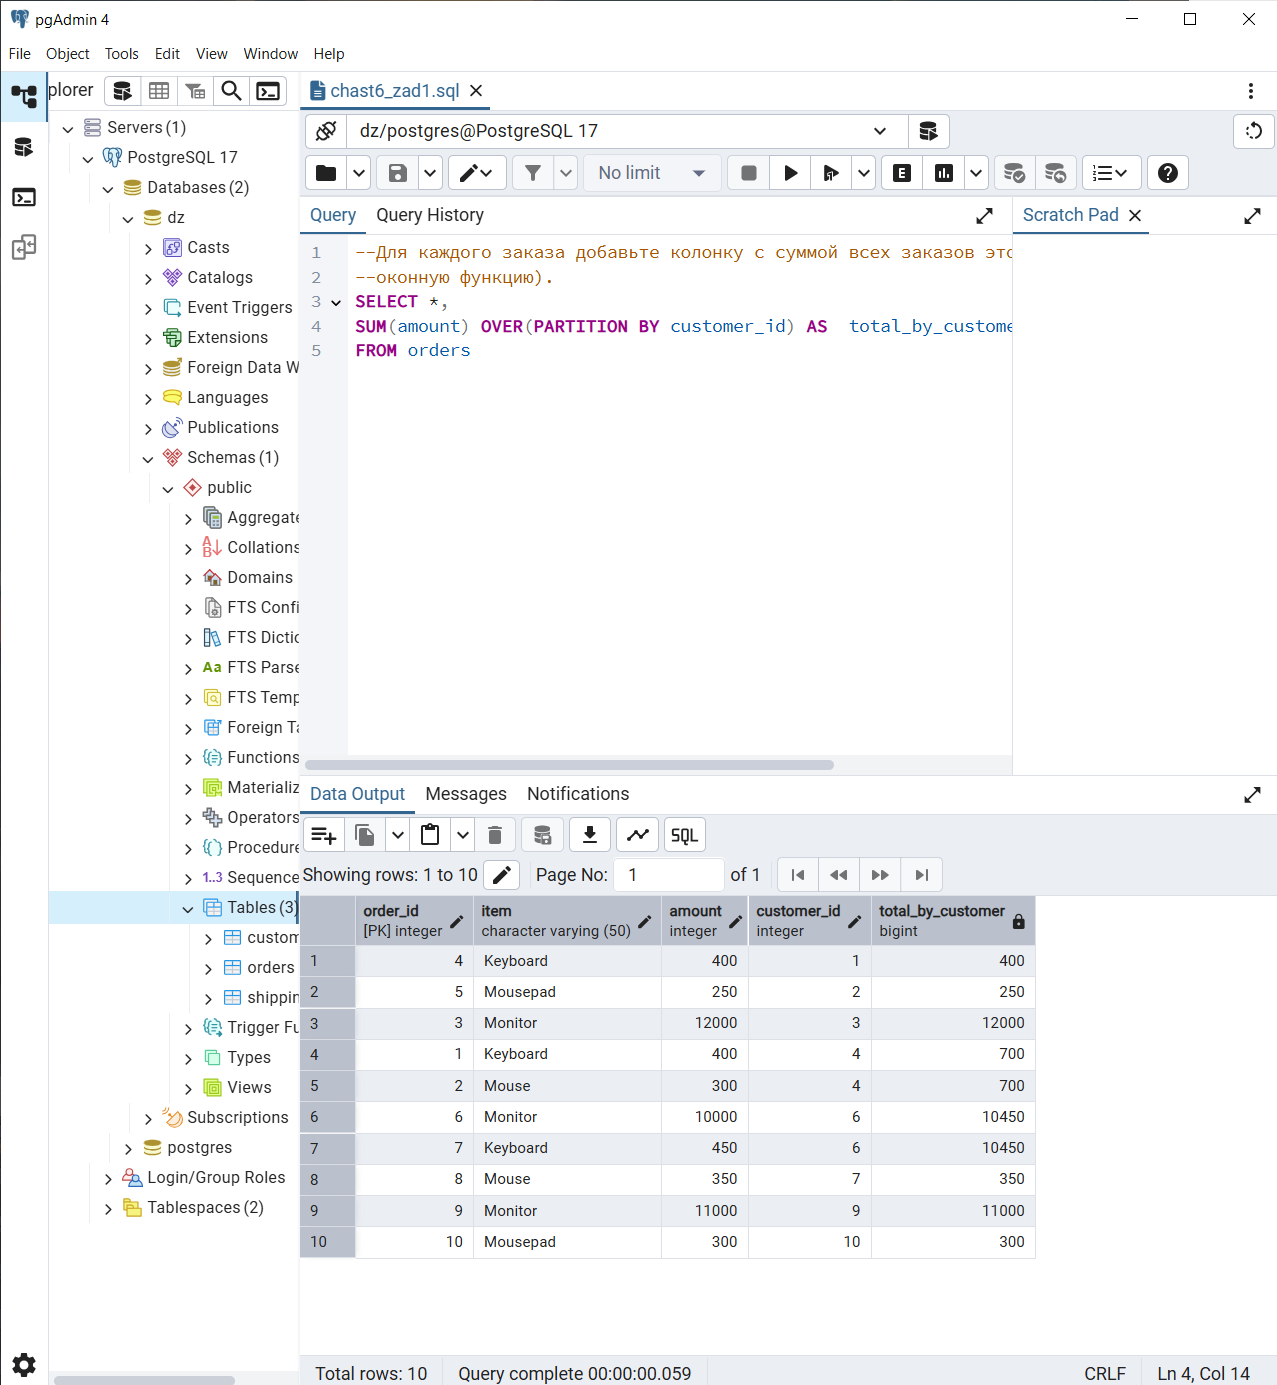 pgAdmin 4
File Object Tools Edit View Window Help
plorer
chast6_zad1.sql
dz/postgres@PostgreSQL 17
No limit
Query Query History
Scratch Pad
1 --Для каждого заказа добавьте колонку с суммой всех заказов это
2 --оконную функцию).
3 SELECT *,
4 SUM(amount) OVER(PARTITION BY customer_id) AS total_by_custome
5 FROM orders
Servers (1)
PostgreSQL 17
Databases (2)
dz
Casts
Catalogs
Event Triggers
Extensions
Foreign Data W
Languages
Publications
Schemas (1)
public
Aggregate
Collations
Domains
FTS Confi
FTS Dictio
Aa FTS Parse
FTS Temp
Foreign Ta
Functions
Materializ
Operators
Procedure
1..3 Sequence
Tables (3)
custom
orders
shippin
Trigger Fu
Types
Views
Subscriptions
postgres
Login/Group Roles
Tablespaces (2)
Data Output Messages Notifications
SQL
Showing rows: 1 to 10 Page No: 1 of 1
order_id item amount customer_id total_by_customer
[PK] integer character varying (50) integer integer bigint
1 4 Keyboard 400 1 400
2 5 Mousepad 250 2 250
3 3 Monitor 12000 3 12000
4 1 Keyboard 400 4 700
5 2 Mouse 300 4 700
6 6 Monitor 10000 6 10450
7 7 Keyboard 450 6 10450
8 8 Mouse 350 7 350
9 9 Monitor 11000 9 11000
10 10 Mousepad 300 10 300
Total rows: 10 Query complete 00:00:00.059 CRLF Ln 4, Col 14